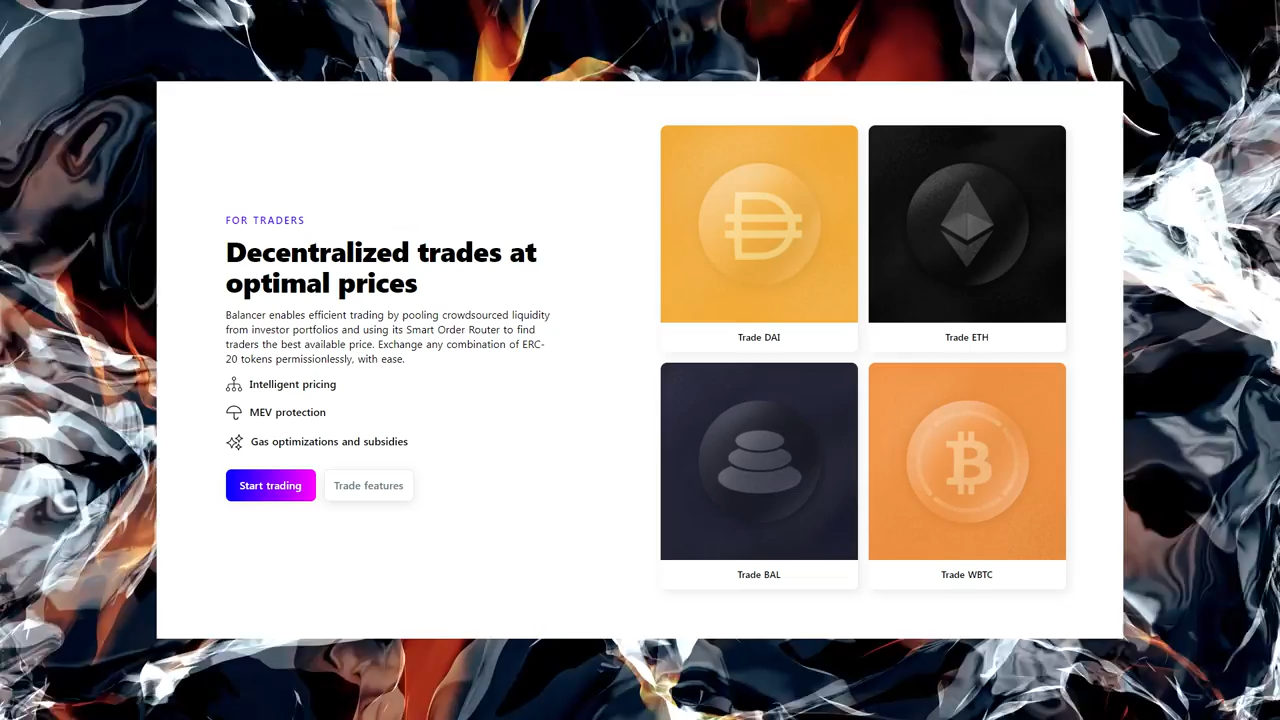 FOR TRADERS
Decentralized trades at
optimal prices
Balancer enables efficient trading by pooling crowdsourced liquidity
from investor portfolios and using its Smart Order Router to find
traders the best available price. Exchange any combination of ERC-
20 tokens permissionlessly, with ease.
Intelligent pricing
MEV protection
Gas optimizations and subsidies
Start trading
Trade features
Trade DAI
Trade ETH
Trade BAL
Trade WBTC